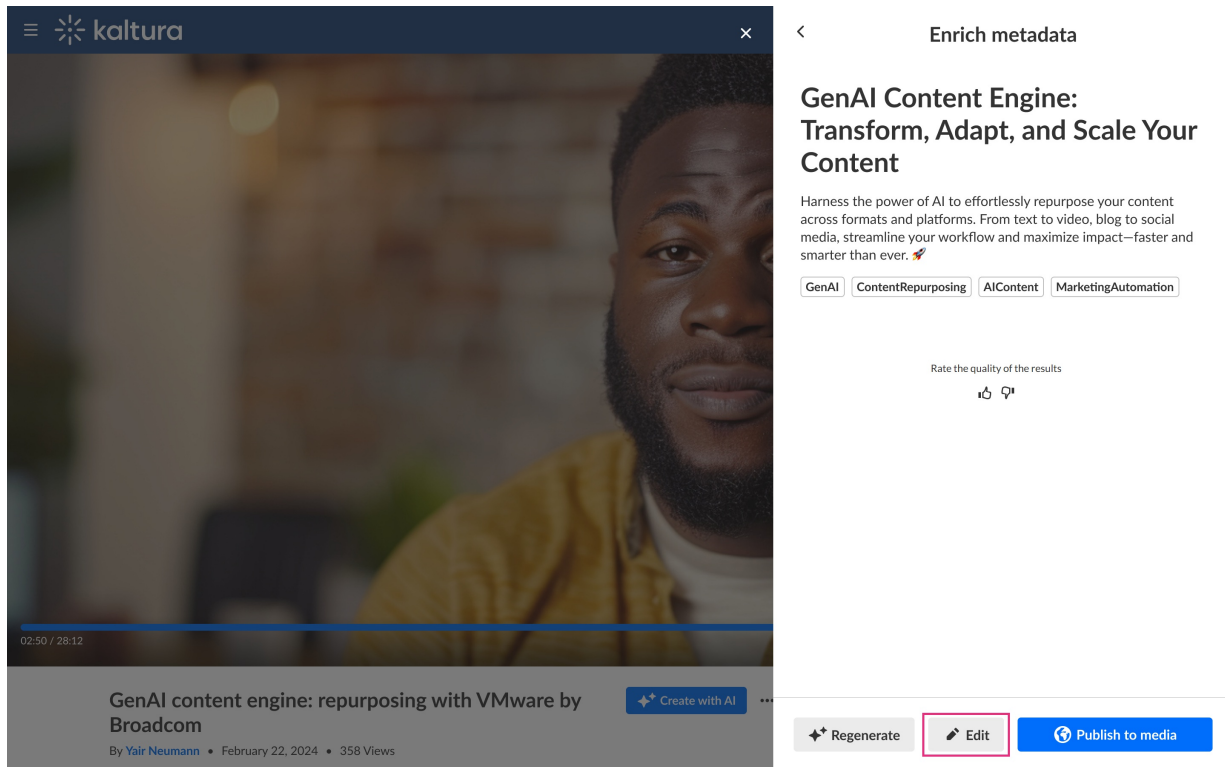 kaltura
02:50 / 28:12
GenAI content engine: repurposing with VMware by
Broadcom
Create with AI
By Yair Neumann • February 22, 2024 • 358 Views
Enrich metadata
GenAI Content Engine:
Transform, Adapt, and Scale Your
Content
Harness the power of AI to effortlessly repurpose your content
across formats and platforms. From text to video, blog to social
media, streamline your workflow and maximize impact—faster and
smarter than ever. 🚀
GenAI ContentRepurposing AIContent MarketingAutomation
Rate the quality of the results
Regenerate Edit Publish to media